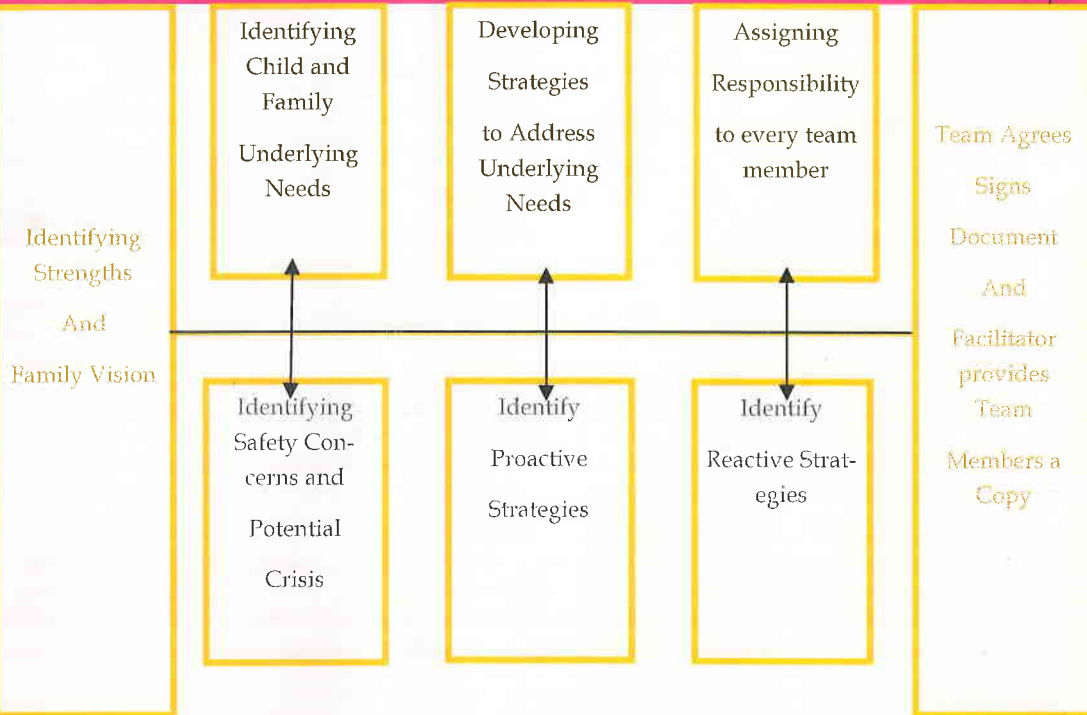 Identifying
Strengths
And
Family Vision
Identifying
Child and
Family
Underlying
Needs
Developing
Strategies
to Address
Underlying
Needs
Assigning
Responsibility
to every team
member
Identifying
Safety Con-
cerns and
Potential
Crisis
Identify
Proactive
Strategies
Identify
Reactive Strat-
egies
Team Agrees
Signs
Document
And
Facilitator
provides
Team
Members a
Copy